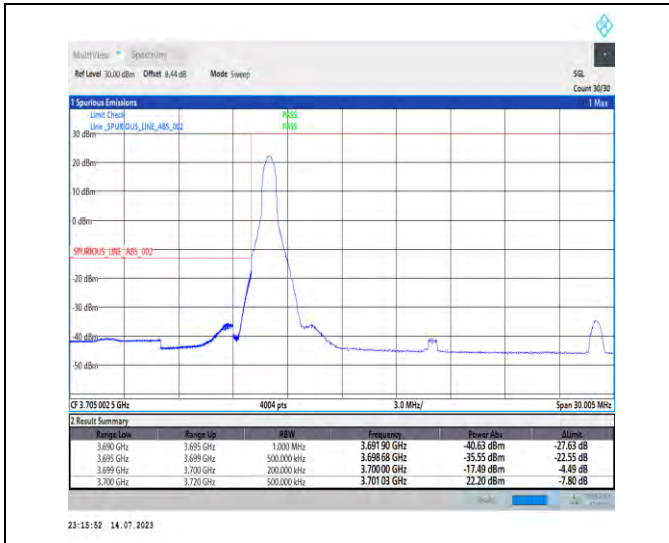 MultiView Spectrum
Ref Level 30.00 dBm Offset 8.44 dB Mode Sweep SGL
Count 30/30
1 Spurious Emissions 1 Max
Limit Check PASS
Line _SPURIOUS_LINE_ABS_002 PASS
30 dBm
20 dBm
10 dBm
0 dBm
SPURIOUS_LINE_ABS_002
-20 dBm
-30 dBm
-40 dBm
-50 dBm
CF 3.705 002 5 GHz 4004 pts 3.0 MHz/ Span 30.005 MHz
2 Result Summary
Range Low Range Up RBW Frequency Power Abs ΔLimit
3.690 GHz 3.695 GHz 1.000 MHz 3.691 90 GHz -40.63 dBm -27.63 dB
3.695 GHz 3.699 GHz 500.000 kHz 3.698 68 GHz -35.55 dBm -22.55 dB
3.699 GHz 3.700 GHz 200.000 kHz 3.700 00 GHz -17.49 dBm -4.49 dB
3.700 GHz 3.720 GHz 500.000 kHz 3.701 03 GHz 22.20 dBm -7.80 dB
23:15:52 14.07.2023